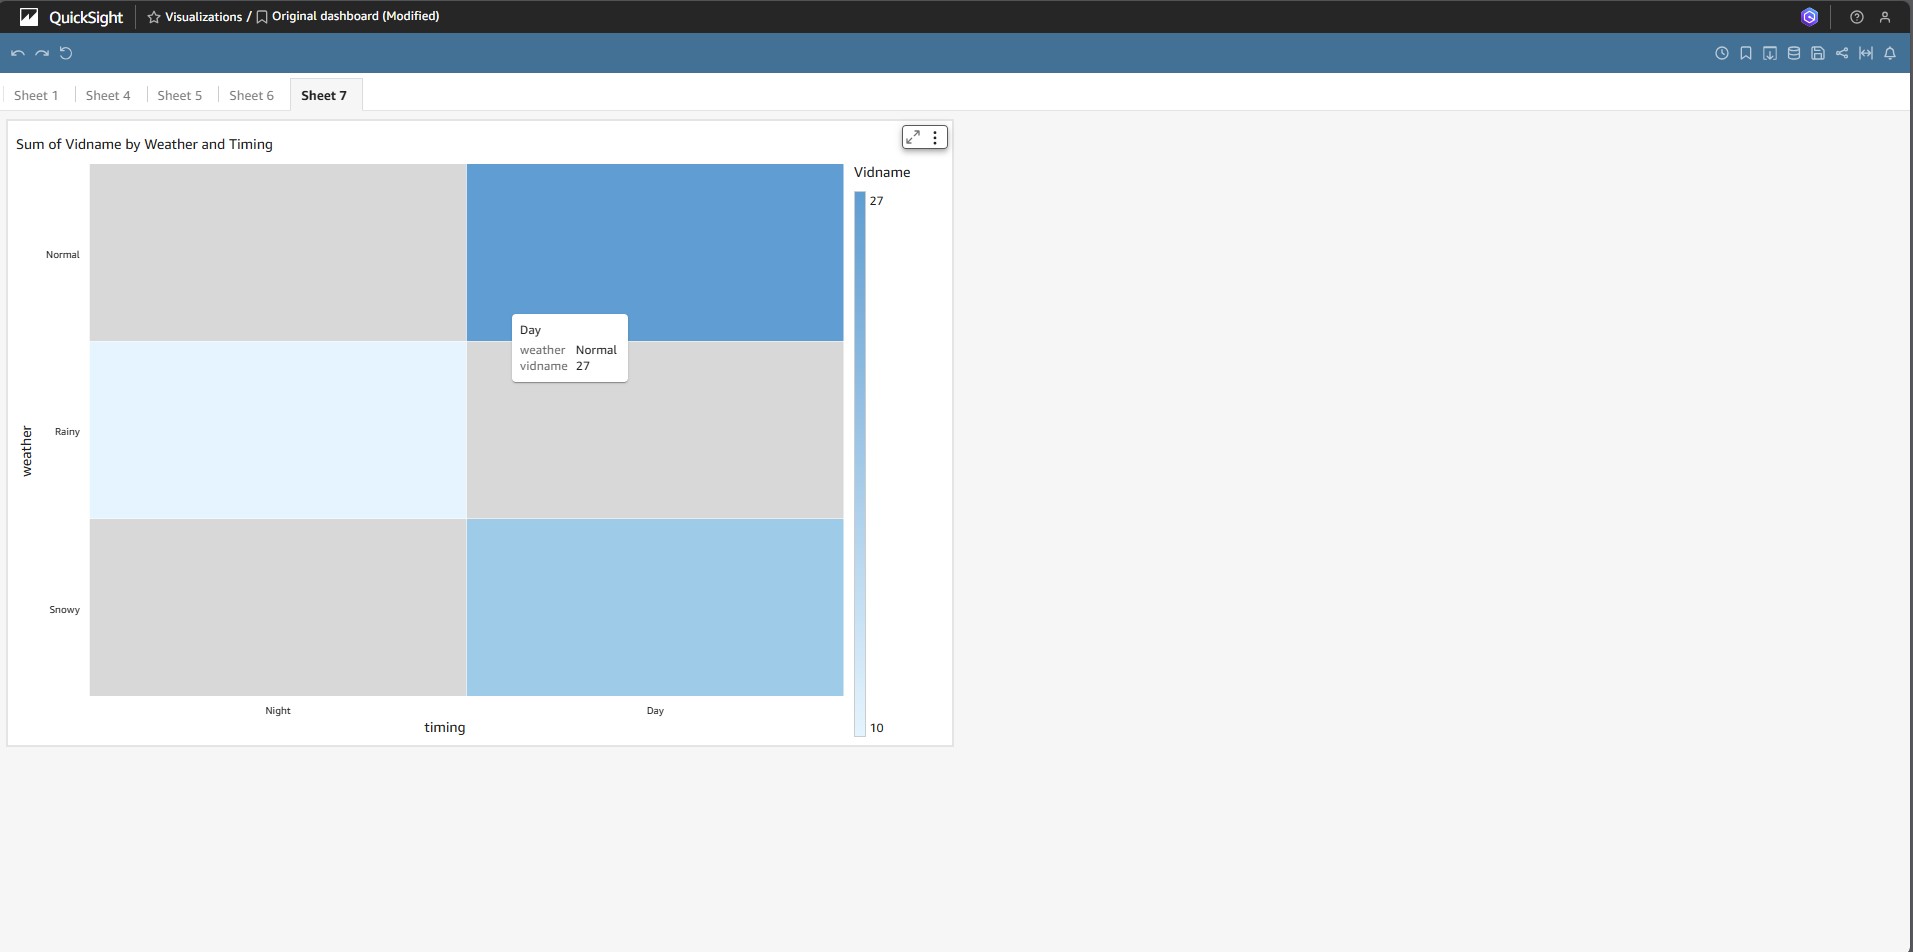 QuickSight
Visualizations / Original dashboard (Modified)
Sheet 1
Sheet 4
Sheet 5
Sheet 6
Sheet 7
Sum of Vidname by Weather and Timing
Vidname
27
10
weather
Normal
Rainy
Snowy
Day
weather Normal
vidname 27
Night
Day
timing